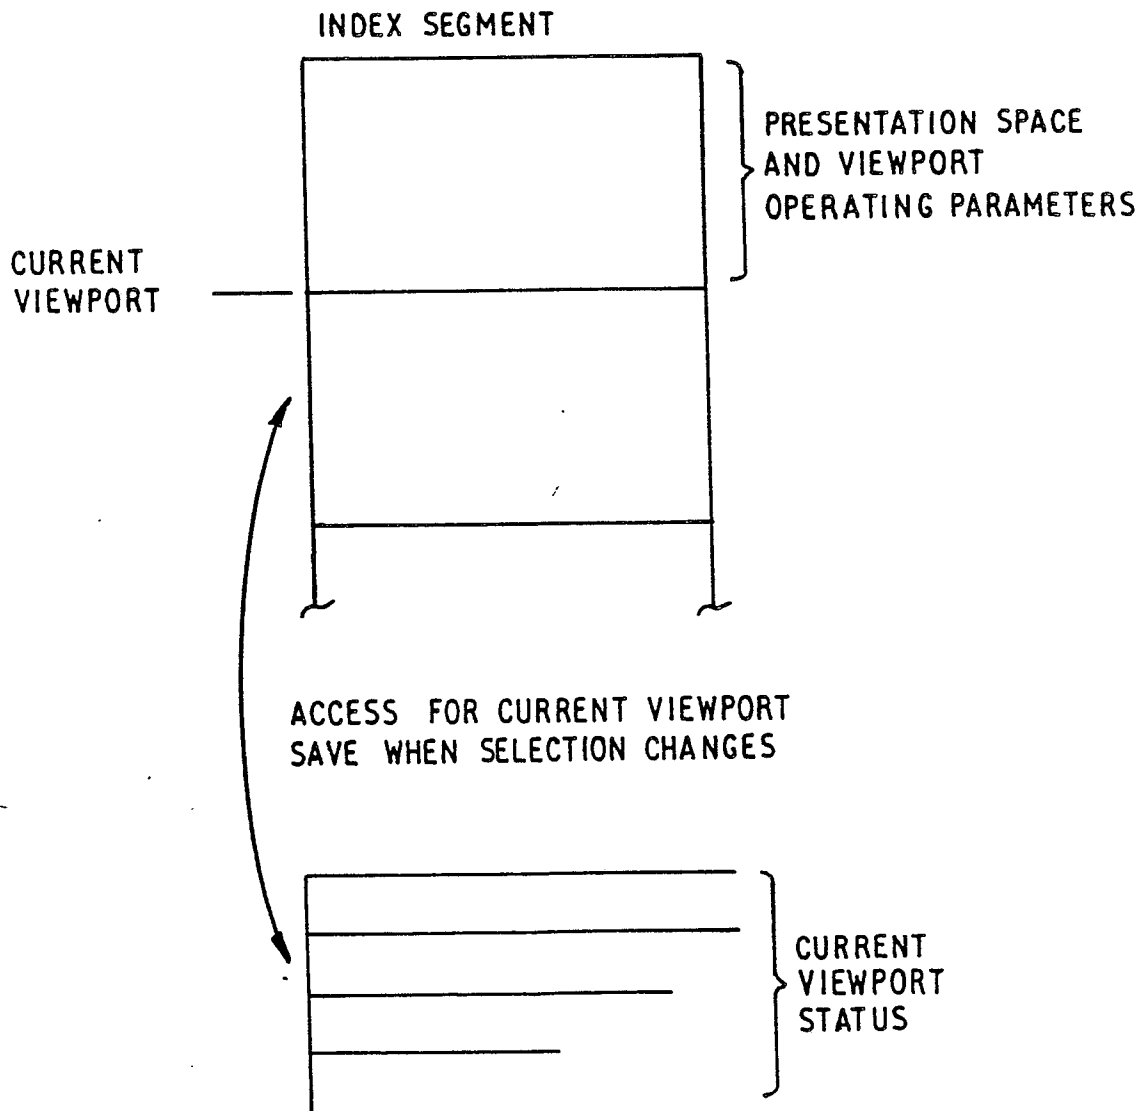 INDEX SEGMENT
PRESENTATION SPACE
AND VIEWPORT
OPERATING PARAMETERS
CURRENT
VIEWPORT
ACCESS FOR CURRENT VIEWPORT
SAVE WHEN SELECTION CHANGES
CURRENT
VIEWPORT
STATUS